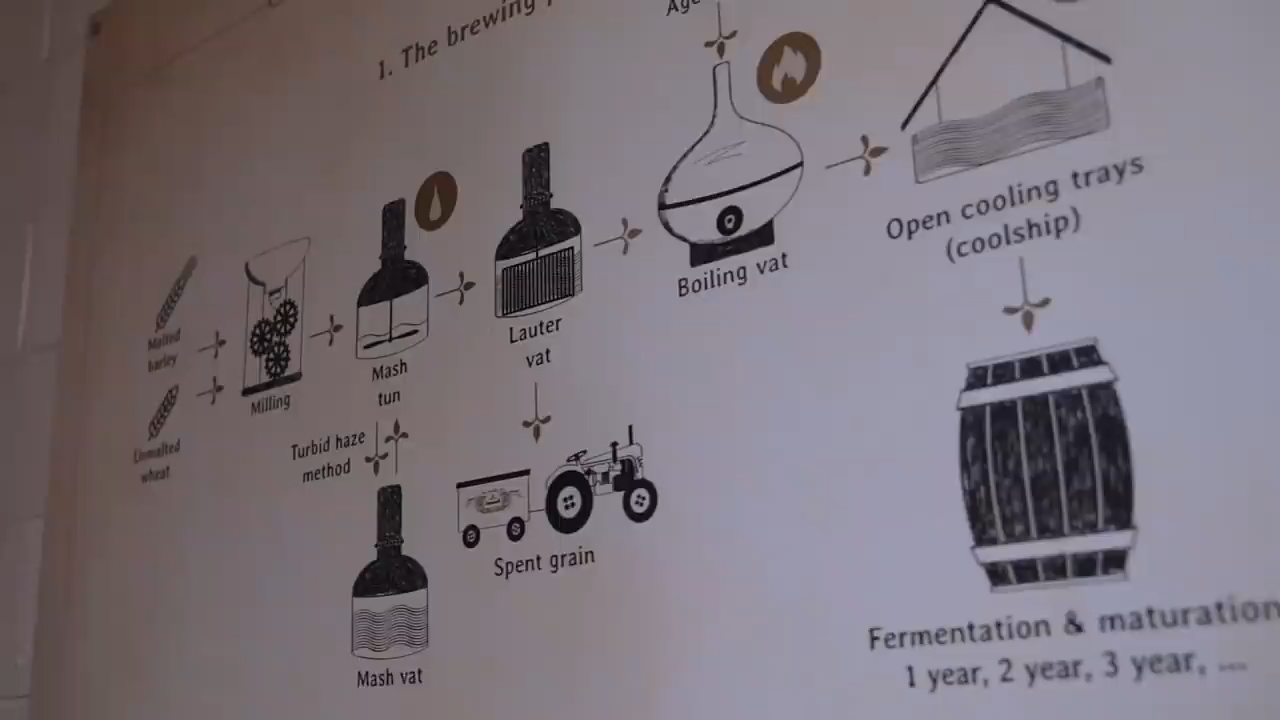 1. The brewing
Malted
barley
Unmalted
wheat
Milling
Mash
tun
Turbid haze
method
Mash vat
Lauter
vat
Spent grain
Boiling vat
Open cooling trays
(coolship)
Fermentation & maturation
1 year, 2 year, 3 year, ...